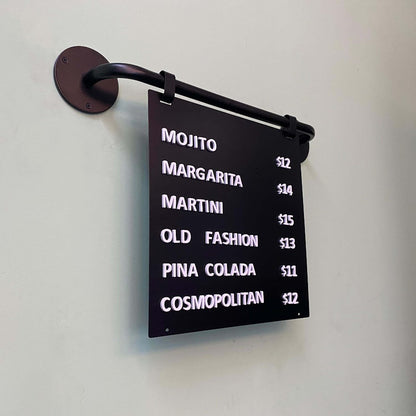 MOJITO $12
MARGARITA $14
MARTINI $15
OLD FASHION $13
PINA COLADA $11
COSMOPOLITAN $12